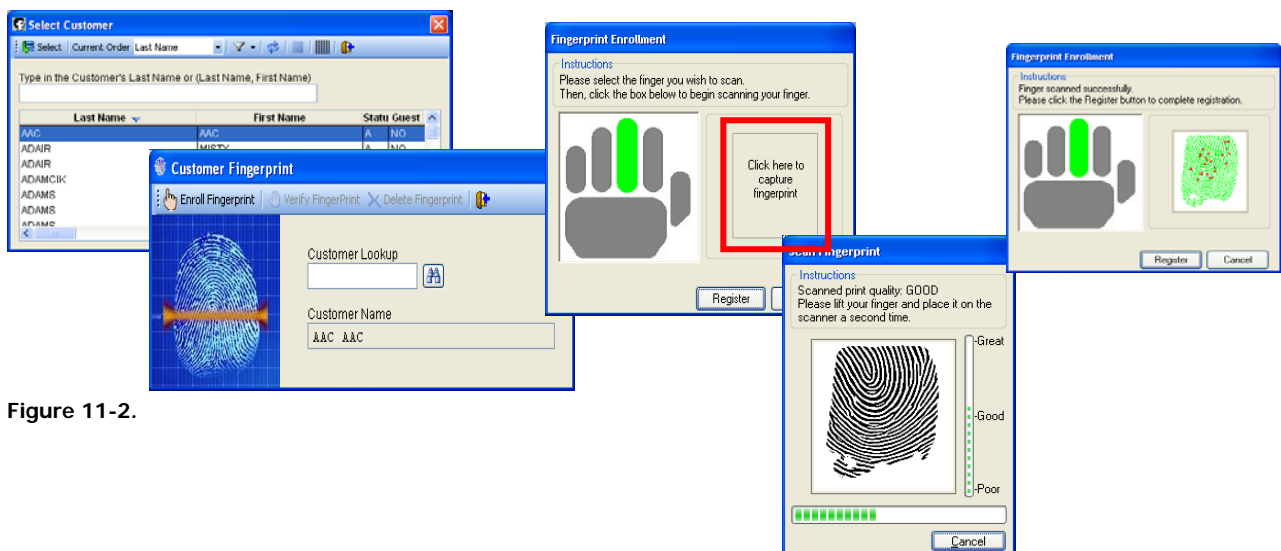 Select Customer
Select Current Order Last Name
Type in the Customer's Last Name or (Last Name, First Name)
Last Name First Name Statu Guest
AAC AAC A NO
ADAIR MISTY A NO
ADAIR
ADAMCIK
ADAMS
ADAMS
ADAMS
Customer Fingerprint
Enroll Fingerprint Verify FingerPrint Delete Fingerprint
Customer Lookup
Customer Name
AAC AAC
Fingerprint Enrollment
Instructions
Please select the finger you wish to scan.
Then, click the box below to begin scanning your finger.
Click here to
capture
fingerprint
Register
Scan Fingerprint
Instructions
Scanned print quality: GOOD
Please lift your finger and place it on the
scanner a second time.
-Great
-Good
-Poor
Cancel
Fingerprint Enrollment
Instructions
Finger scanned successfully.
Please click the Register button to complete registration.
Register Cancel
Figure 11-2.